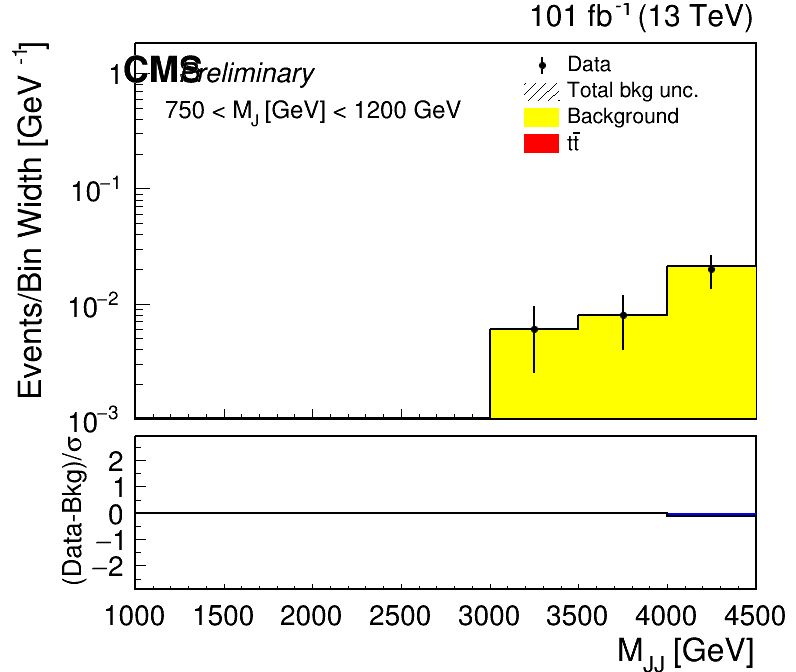 101 fb⁻¹ (13 TeV)
CMS Preliminary
750 < M_J [GeV] < 1200 GeV
Data
Total bkg unc.
Background
tt̄
Events/Bin Width [GeV⁻¹]
1
10⁻¹
10⁻²
10⁻³
(Data-Bkg)/σ
2
1
0
−1
−2
1000 1500 2000 2500 3000 3500 4000 4500
M_JJ [GeV]